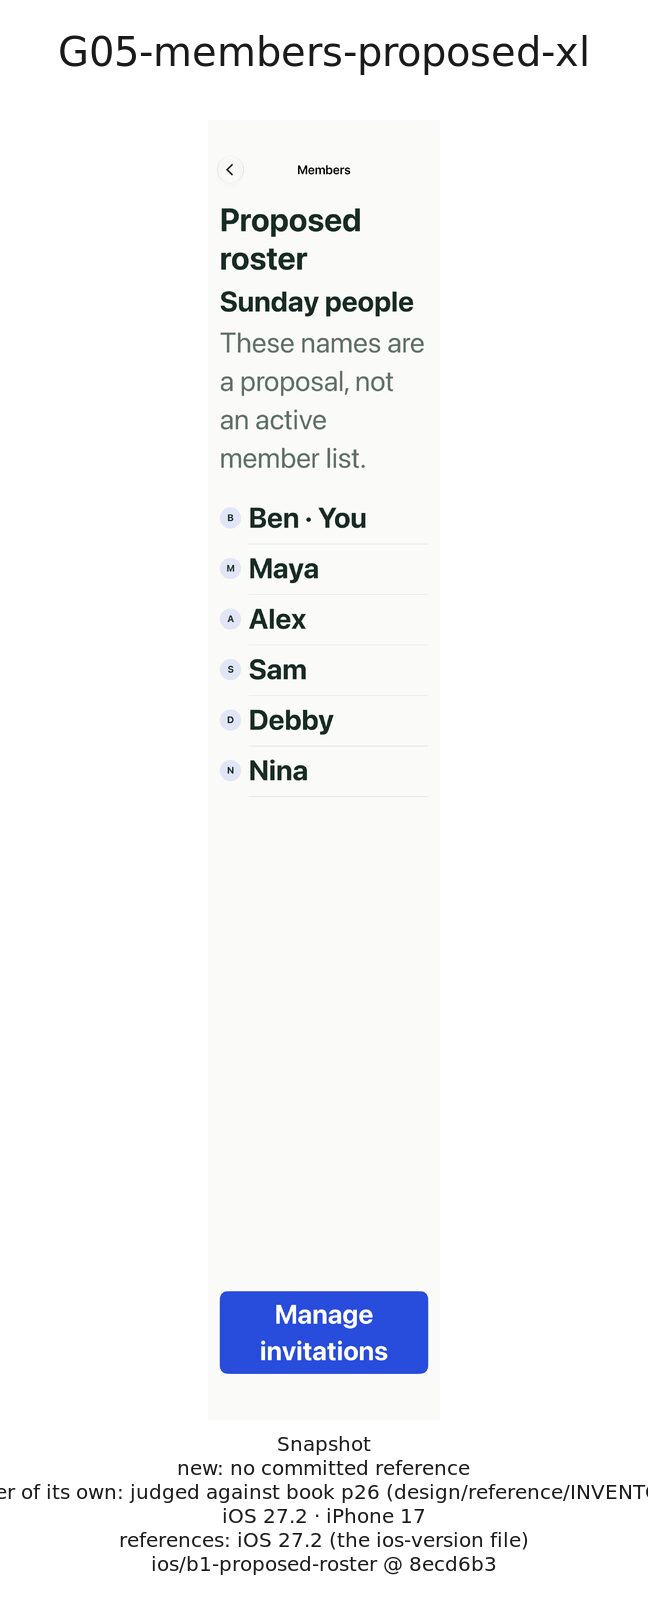 G05-members-proposed-xl
Members
Proposed
roster
Sunday people
These names are
a proposal, not
an active
member list.
B Ben · You
M Maya
A Alex
S Sam
D Debby
N Nina
Manage
invitations
Snapshot
new: no committed reference
of its own: judged against book p26
iOS 27.2 · iPhone 17
references: iOS 27.2 (the ios-version file)
ios/b1-proposed-roster @ 8ecd6b3